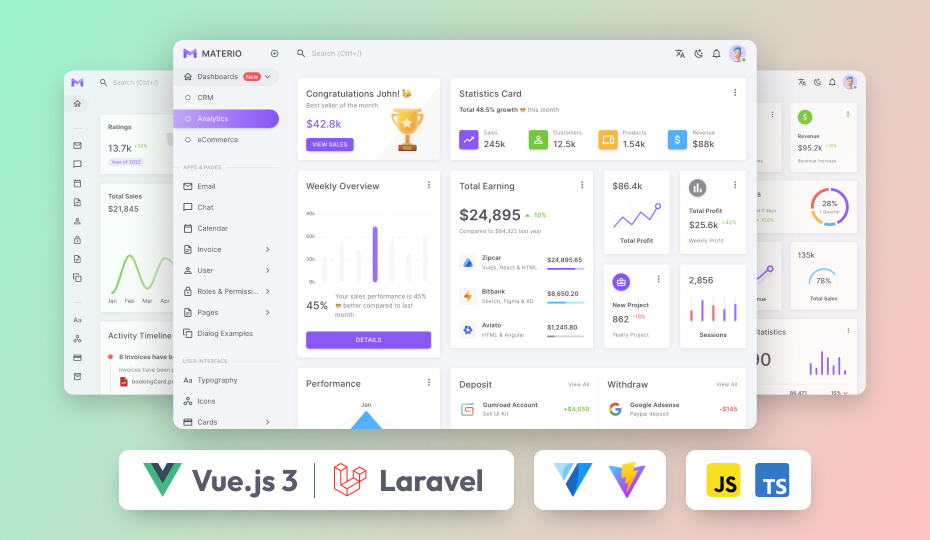 MATERIO
Search (Ctrl+/)
Dashboards
New
CRM
Analytics
eCommerce
APPS & PAGES
Email
Chat
Calendar
Invoice
User
Roles & Permissi...
Pages
Dialog Examples
USER INTERFACE
Aa Typography
Icons
Cards
Congratulations John! 🥳
Best seller of the month
$42.8k
VIEW SALES
Statistics Card
Total 48.5% growth 😎 this month
Sales
245k
Customers
12.5k
Products
1.54k
Revenue
$88k
Weekly Overview
90k
60k
30k
0k
45%
Your sales performance is 45%
😎 better compared to last
month
DETAILS
Total Earning
$24,895
10%
Compared to $84,325 last year
Zipcar
Vuejs, React & HTML
$24,895.65
Bitbank
Sketch, Figma & XD
$8,650.20
Aviato
HTML & Angular
$1,245.80
$86.4k
Total Profit
Total Profit
$25.6k
+42%
Weekly Profit
New Project
862
-18%
Yearly Project
2,856
Sessions
Performance
Jan
Deposit
View All
Gumroad Account
Sell UI Kit
+$4,650
Withdraw
View All
Google Adsense
Paypal deposit
-$145
Search (Ctrl+/)
Ratings
13.7k
+38%
Year of 2022
Total Sales
$21,845
Jan
Feb
Mar
Activity Timeline
8 Invoices have b
Invoices have been p
bookingCard.p
Aa
Revenue
$95.2k
Revenue Increase
28%
1 Quarter
135k
78%
Total Sales
Statistics
90
86,471
15%
Vue.js 3
Laravel
JS
TS